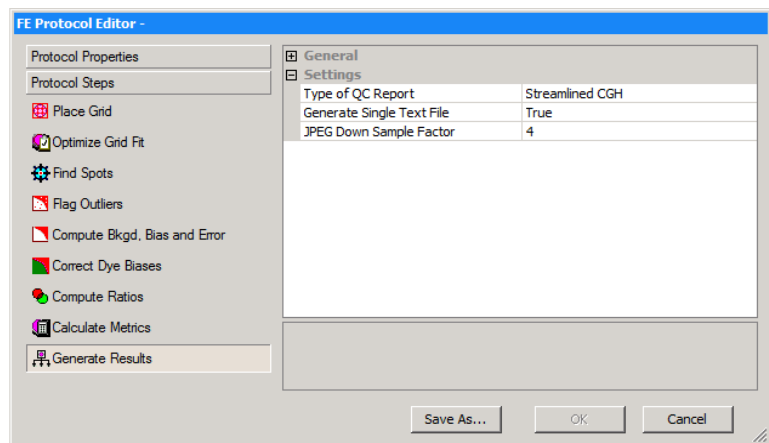 FE Protocol Editor -
Protocol Properties
Protocol Steps
Place Grid
Optimize Grid Fit
Find Spots
Flag Outliers
Compute Bkgd, Bias and Error
Correct Dye Biases
Compute Ratios
Calculate Metrics
Generate Results
General
Settings
Type of QC Report Streamlined CGH
Generate Single Text File True
JPEG Down Sample Factor 4
Save As... OK Cancel